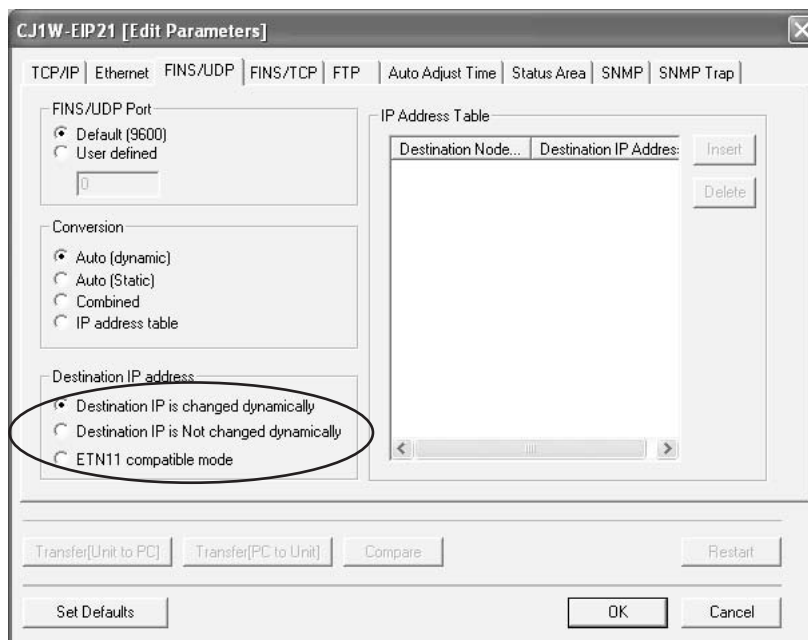 CJ1W-EIP21 [Edit Parameters]
TCP/IP Ethernet FINS/UDP FINS/TCP FTP Auto Adjust Time Status Area SNMP SNMP Trap
FINS/UDP Port
Default (9600)
User defined
0
Conversion
Auto (dynamic)
Auto (Static)
Combined
IP address table
Destination IP address
Destination IP is changed dynamically
Destination IP is Not changed dynamically
ETN11 compatible mode
IP Address Table
Destination Node... Destination IP Addres
Insert
Delete
Transfer[Unit to PC] Transfer[PC to Unit] Compare Restart
Set Defaults OK Cancel